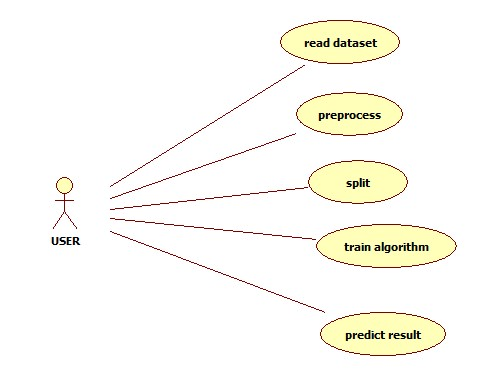 read dataset
preprocess
split
USER
train algorithm
predict result